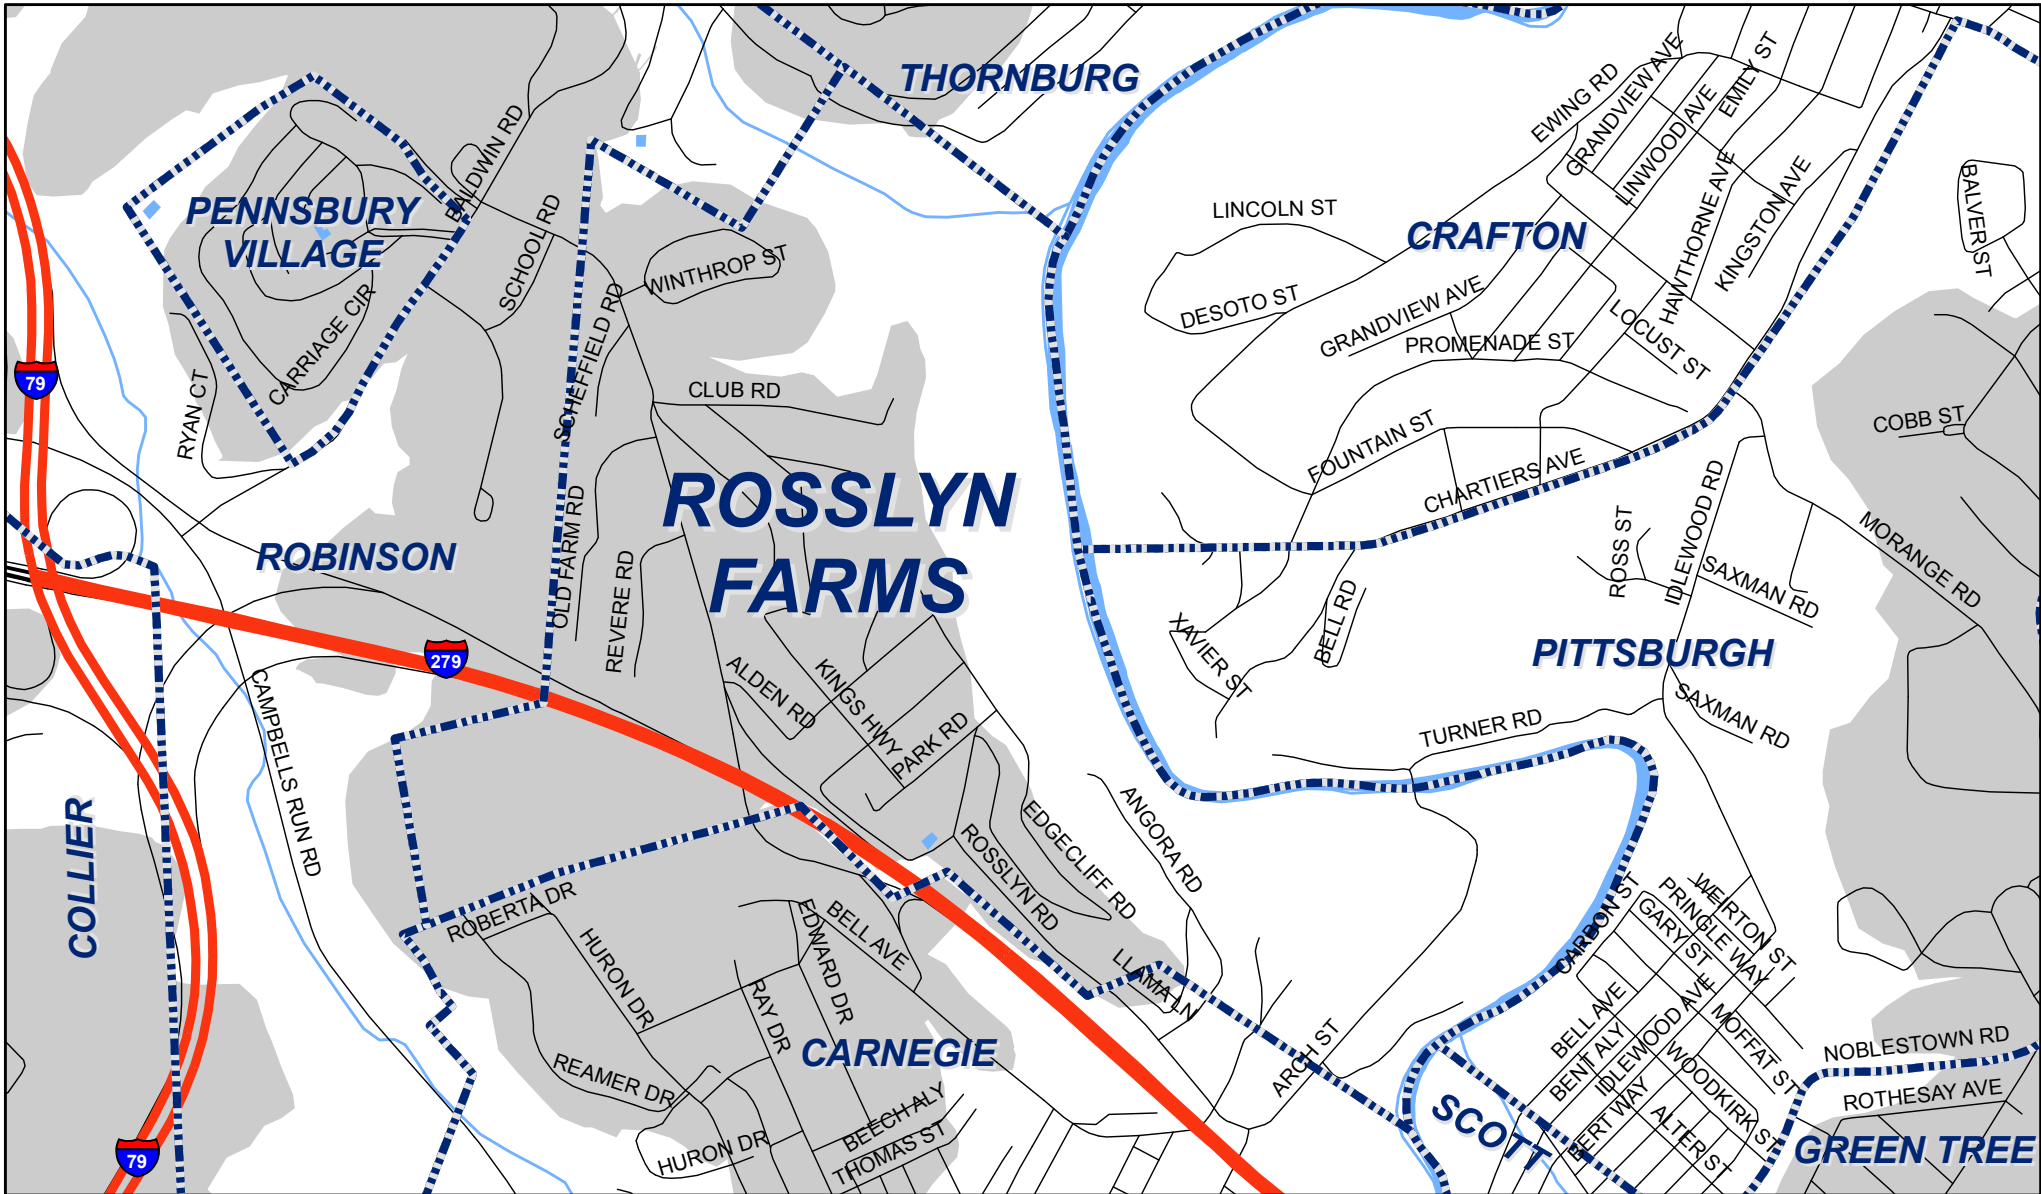 THORNBURG
EWING RD
GRANDVIEW AVE
EMILY ST
LINWOOD AVE
BALDWIN RD
PENNSBURY
VILLAGE
SCHOOL RD
LINCOLN ST
CRAFTON
HAWTHORNE AVE
KINGSTON AVE
BALVER ST
WINTHROP ST
CARRIAGE CIR
SCHEFFIELD RD
DESOTO ST
GRANDVIEW AVE
PROMENADE ST
LOCUST ST
79
RYAN CT
CLUB RD
COBB ST
FOUNTAIN ST
CHARTIERS AVE
ROSSLYN
FARMS
ROBINSON
OLD FARM RD
REVERE RD
IDLEWOOD RD
ROSS ST
MORANGE RD
SAXMAN RD
XAVIER ST
BELL RD
PITTSBURGH
279
CAMPBELLS RUN RD
ALDEN RD
KINGS HWY
PARK RD
SAXMAN RD
TURNER RD
COLLIER
ANGORA RD
EDGECLIFF RD
ROSSLYN RD
ROBERTA DR
HURON DR
EDWARD DR
BELL AVE
RAY DR
LLAMA LN
CARBON ST
GARY ST
PRINGLE WAY
WEIRTON ST
CARNEGIE
REAMER DR
ARCH ST
BELL AVE
BENT ALY
IDLEWOOD AVE
MOFFAT ST
WOODKIRK ST
NOBLESTOWN RD
ROTHESAY AVE
BEECH ALY
THOMAS ST
HURON DR
SCOTT
BERT WAY
ALTER ST
GREEN TREE
79